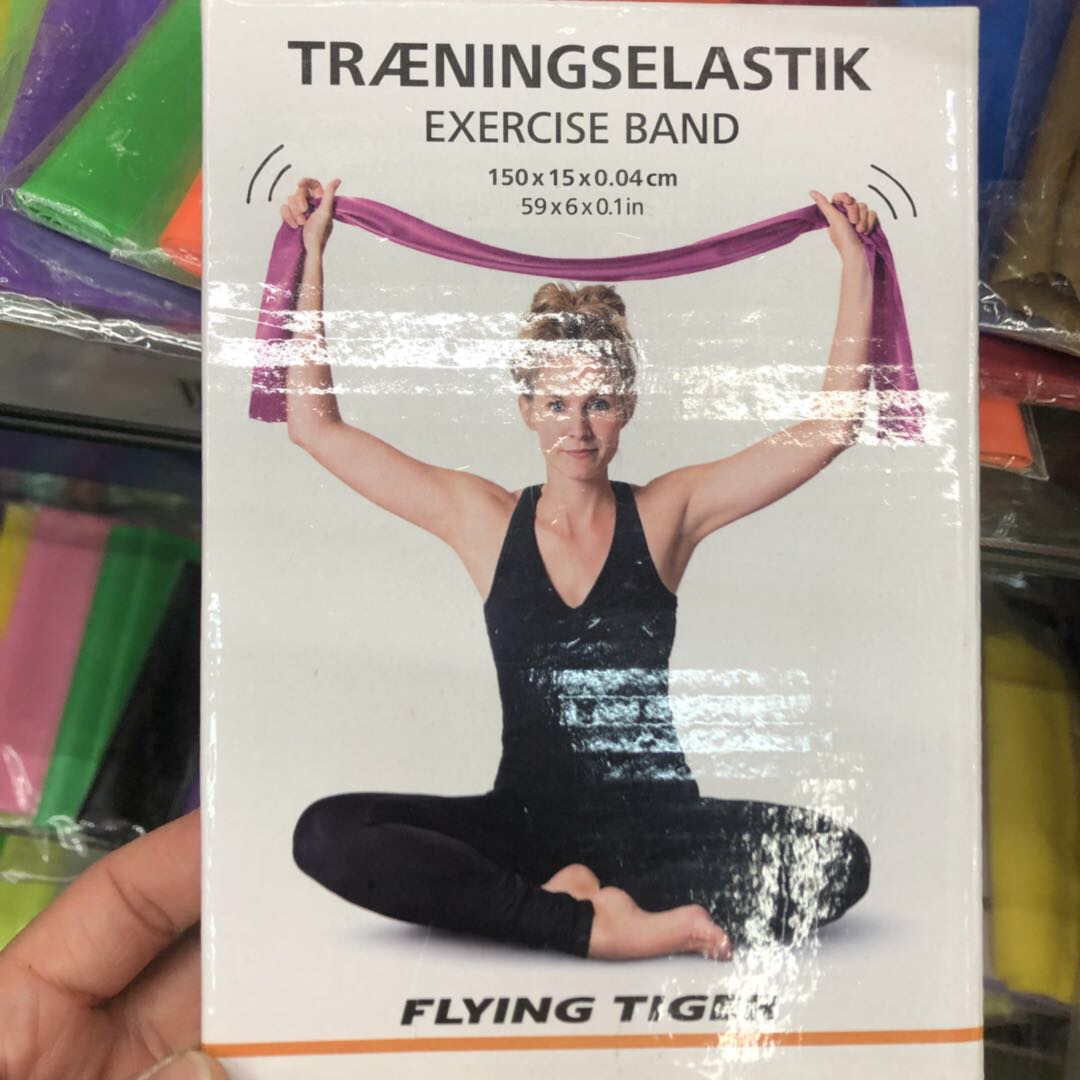 TRÆNINGSELASTIK
EXERCISE BAND
150 x 15 x 0.04 cm
59 x 6 x 0.1 in
FLYING TIGER